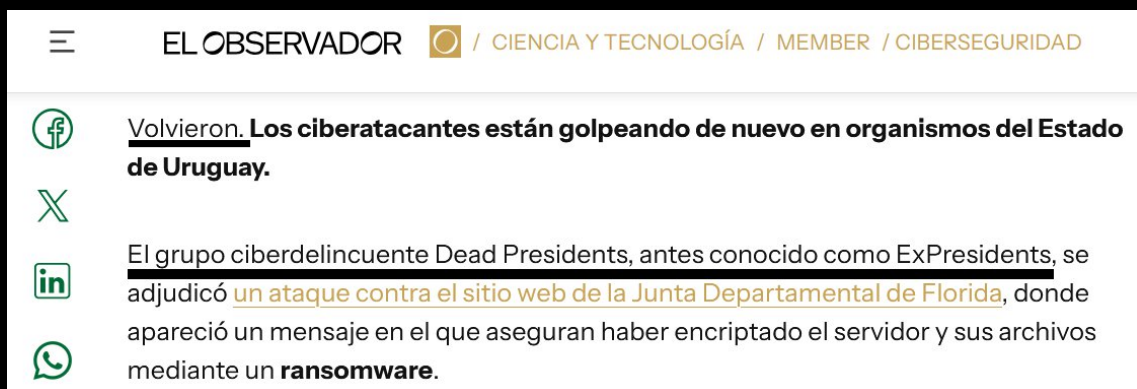 EL OBSERVADOR / CIENCIA Y TECNOLOGÍA / MEMBER / CIBERSEGURIDAD
Volvieron. Los ciberatacantes están golpeando de nuevo en organismos del Estado
de Uruguay.
El grupo ciberdelincuente Dead Presidents, antes conocido como ExPresidents, se
adjudicó un ataque contra el sitio web de la Junta Departamental de Florida, donde
apareció un mensaje en el que aseguran haber encriptado el servidor y sus archivos
mediante un ransomware.